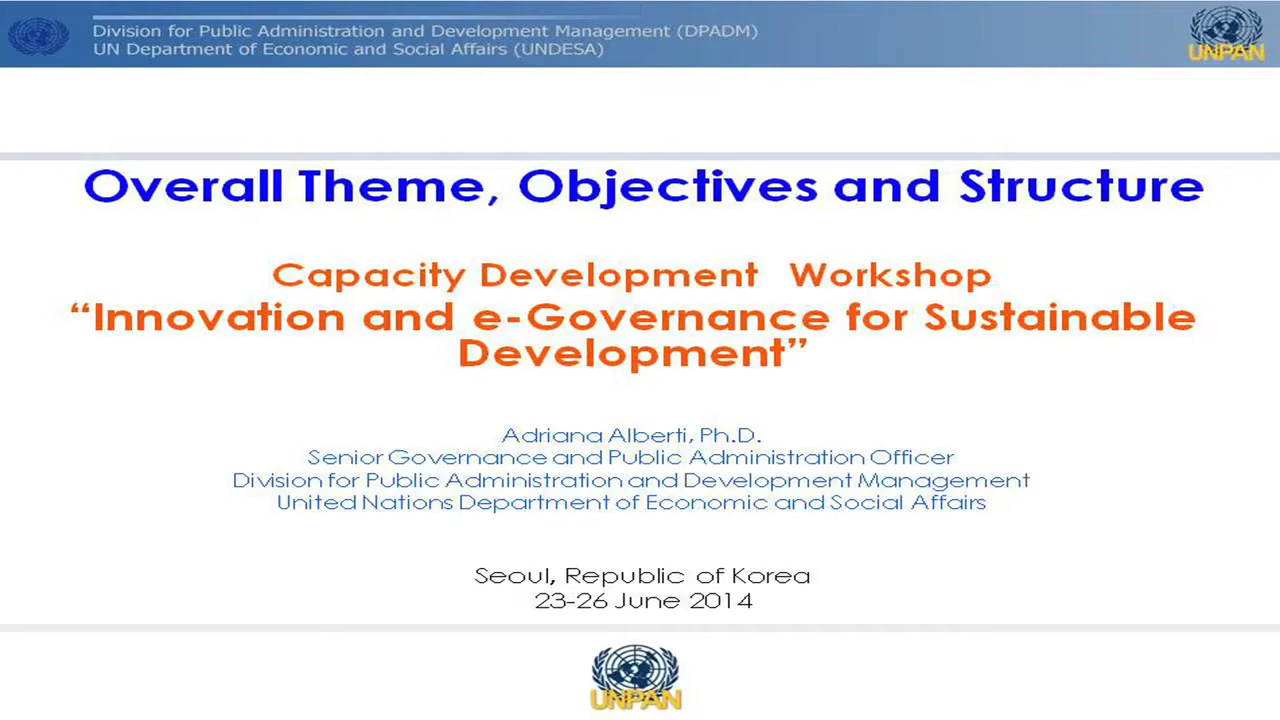 Division for Public Administration and Development Management (DPADM)
UN Department of Economic and Social Affairs (UNDESA)
UNPAN
Overall Theme, Objectives and Structure
Capacity Development Workshop
“Innovation and e-Governance for Sustainable
Development”
Adriana Alberti, Ph.D.
Senior Governance and Public Administration Officer
Division for Public Administration and Development Management
United Nations Department of Economic and Social Affairs
Seoul, Republic of Korea
23-26 June 2014
UNPAN